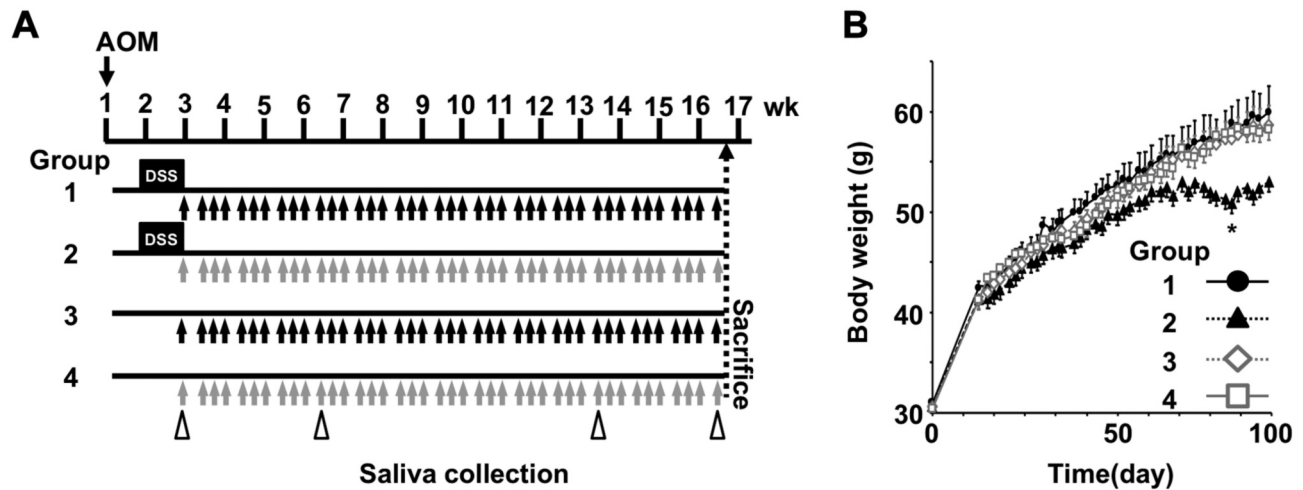 A
AOM
1 2 3 4 5 6 7 8 9 10 11 12 13 14 15 16 17 wk
Group
1
DSS
2
DSS
3
4
Sacrifice
Saliva collection
B
Body weight (g)
60
50
40
30
*
Group
1
2
3
4
0 50 100
Time(day)